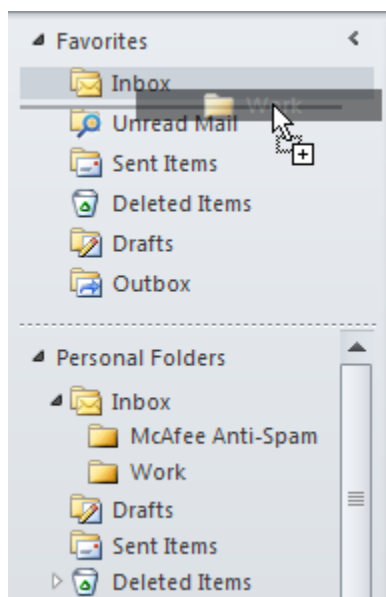 Favorites
Inbox
Work
Unread Mail
Sent Items
Deleted Items
Drafts
Outbox
Personal Folders
Inbox
McAfee Anti-Spam
Work
Drafts
Sent Items
Deleted Items